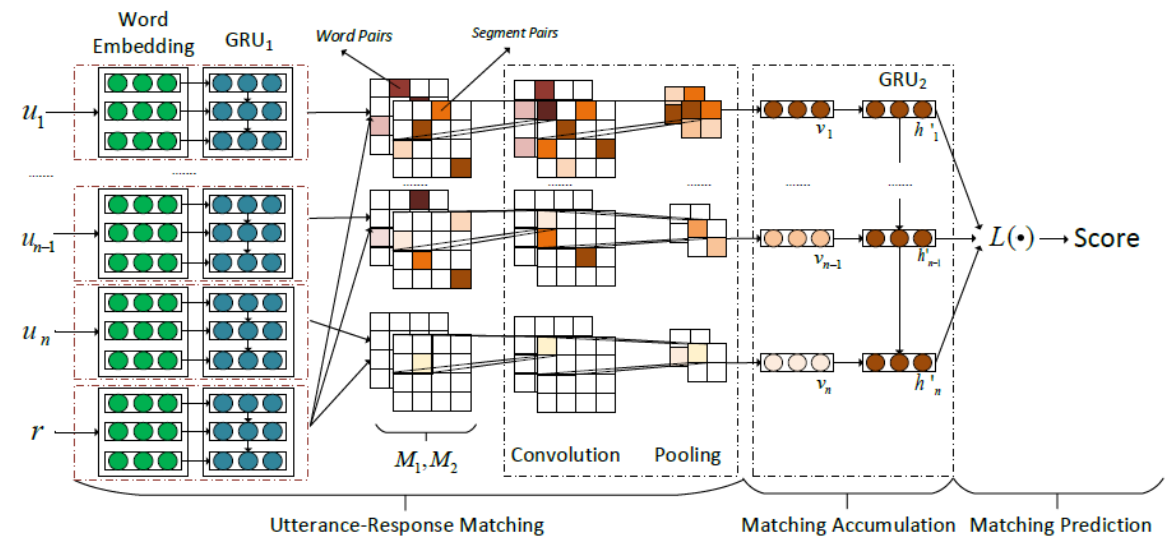 Word
Embedding
GRU₁
Word Pairs
Segment Pairs
GRU₂
u₁
v₁
h'₁
.......
.......
.......
.......
.......
.......
uₙ₋₁
vₙ₋₁
h'ₙ₋₁
L(•)
Score
uₙ
vₙ
h'ₙ
r
M₁, M₂
Convolution
Pooling
Utterance-Response Matching
Matching Accumulation
Matching Prediction